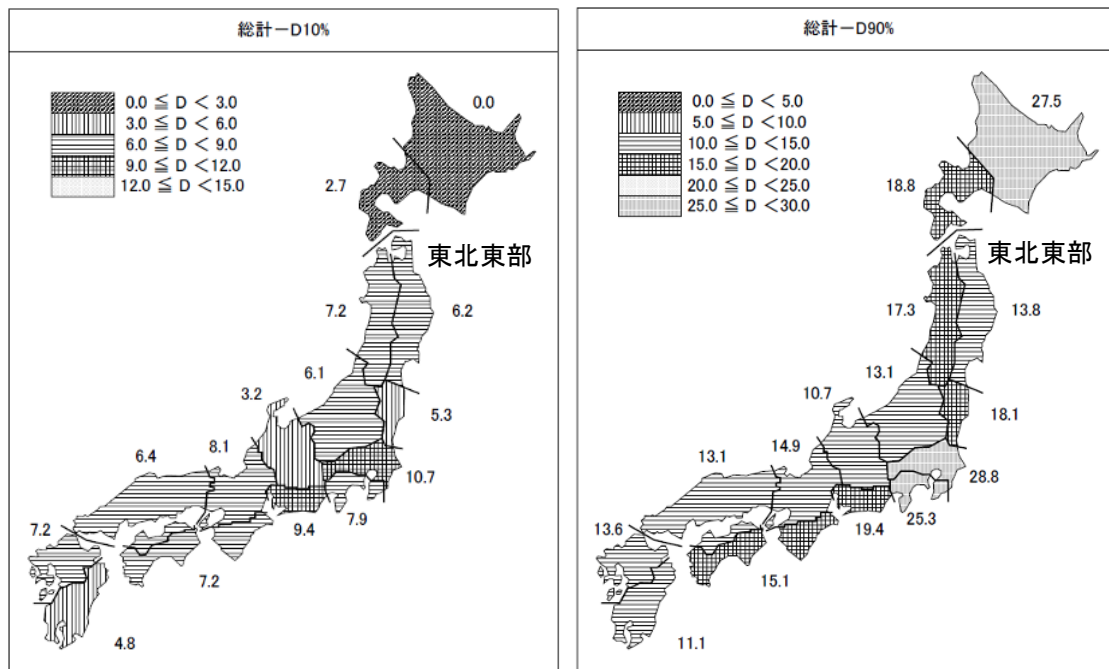 総計－D10%
0.0 ≦ D ＜ 3.0
3.0 ≦ D ＜ 6.0
6.0 ≦ D ＜ 9.0
9.0 ≦ D ＜12.0
12.0 ≦ D ＜15.0
0.0
2.7
東北東部
7.2
6.2
6.1
3.2
5.3
8.1
6.4
10.7
9.4
7.9
7.2
7.2
4.8
総計－D90%
0.0 ≦ D ＜ 5.0
5.0 ≦ D ＜10.0
10.0 ≦ D ＜15.0
15.0 ≦ D ＜20.0
20.0 ≦ D ＜25.0
25.0 ≦ D ＜30.0
27.5
18.8
東北東部
17.3
13.8
13.1
10.7
18.1
14.9
13.1
28.8
25.3
19.4
13.6
15.1
11.1